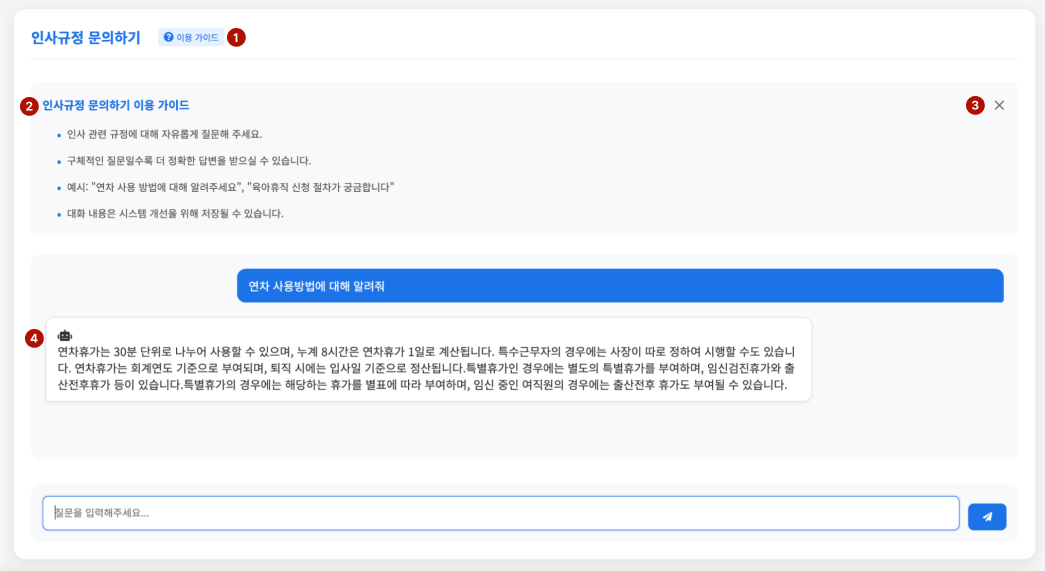 인사규정 문의하기 이용 가이드 1
2 인사규정 문의하기 이용 가이드 3
인사 관련 규정에 대해 자유롭게 질문해 주세요.
구체적인 질문일수록 더 정확한 답변을 받으실 수 있습니다.
예시: "연차 사용 방법에 대해 알려주세요", "육아휴직 신청 절차가 궁금합니다"
대화 내용은 시스템 개선을 위해 저장될 수 있습니다.
연차 사용방법에 대해 알려줘
4
연차휴가는 30분 단위로 나누어 사용할 수 있으며, 누계 8시간은 연차휴가 1일로 계산됩니다. 특수근무자의 경우에는 사장이 따로 정하여 시행할 수도 있습니
다. 연차휴가는 회계연도 기준으로 부여되며, 퇴직 시에는 입사일 기준으로 정산됩니다.특별휴가인 경우에는 별도의 특별휴가를 부여하며, 임신검진휴가와 출
산전후휴가 등이 있습니다.특별휴가의 경우에는 해당하는 휴가를 별표에 따라 부여하며, 임신 중인 여직원의 경우에는 출산전후 휴가도 부여될 수 있습니다.
질문을 입력해주세요...